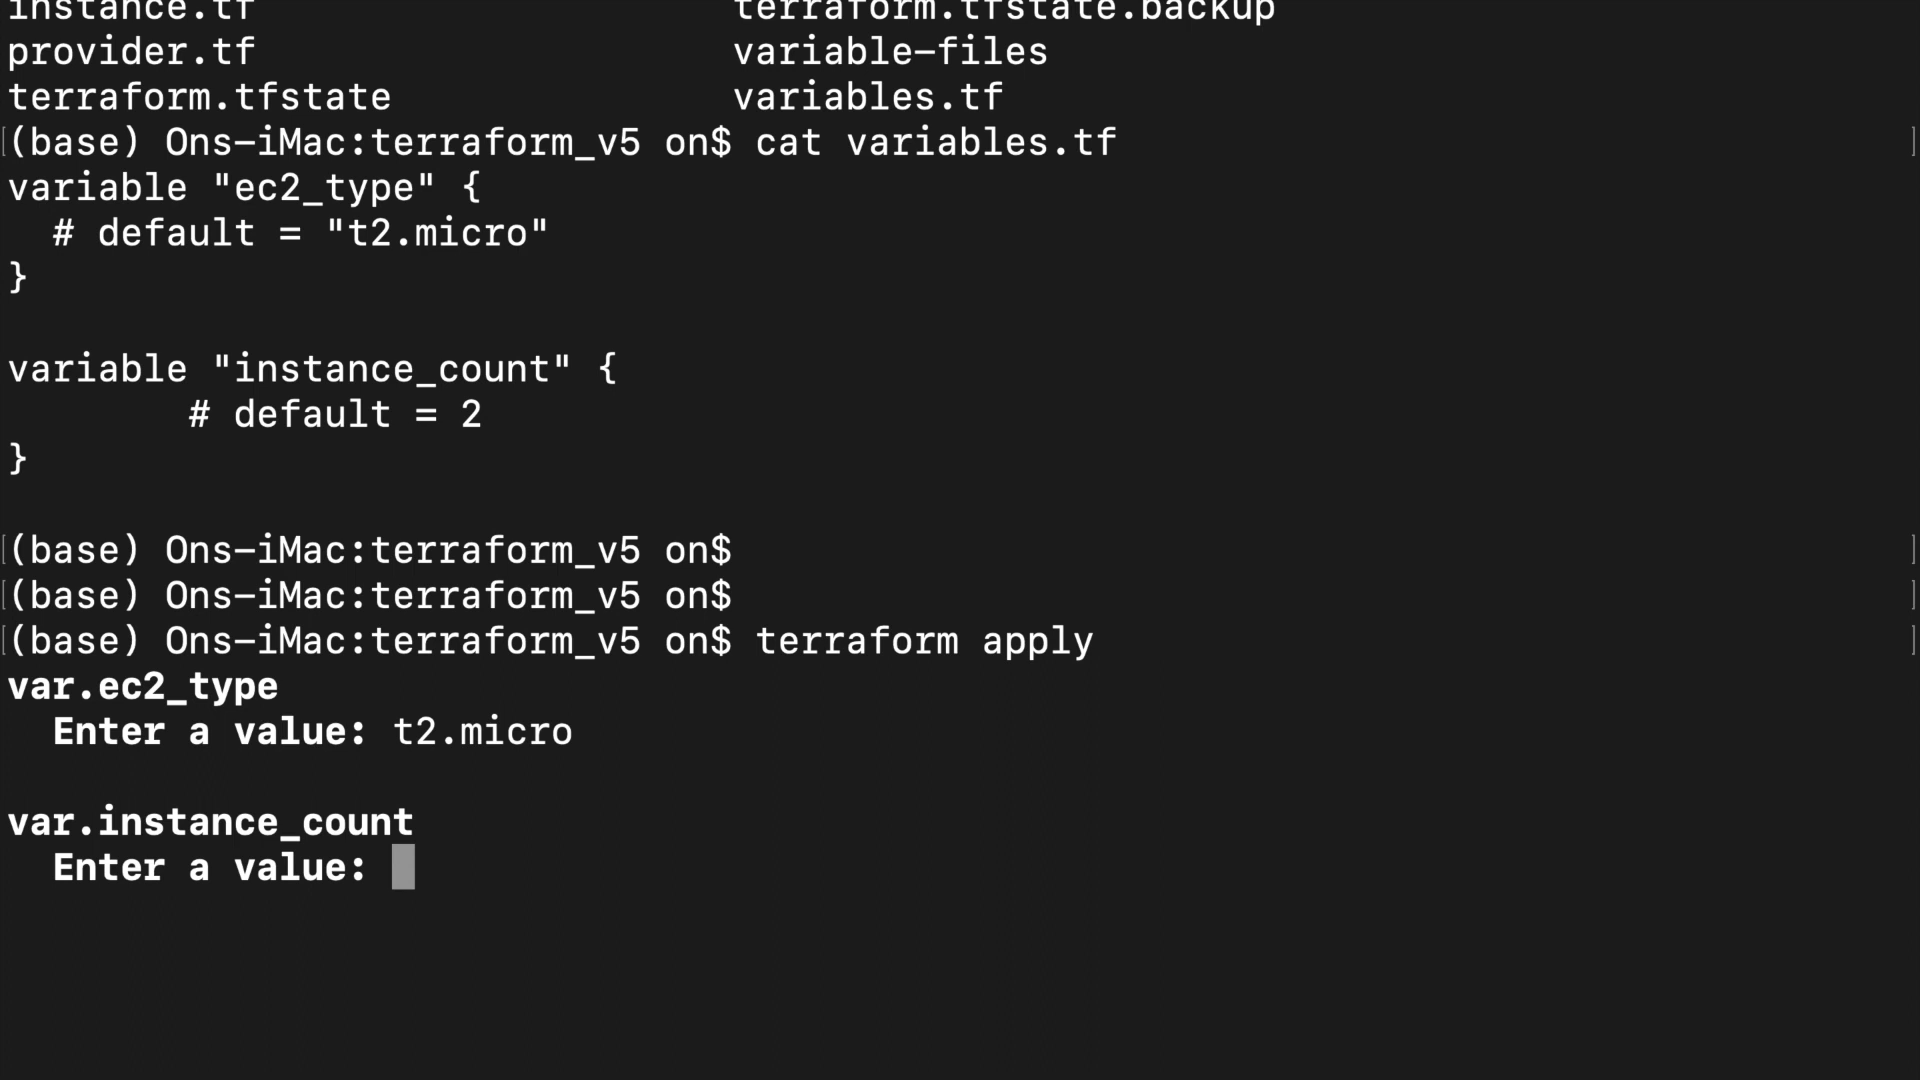 instance.tf terraform.tfstate.backup
provider.tf variable-files
terraform.tfstate variables.tf
[(base) Ons-iMac:terraform_v5 on$ cat variables.tf ]
variable "ec2_type" {
  # default = "t2.micro"
}

variable "instance_count" {
        # default = 2
}

[(base) Ons-iMac:terraform_v5 on$ ]
[(base) Ons-iMac:terraform_v5 on$ ]
[(base) Ons-iMac:terraform_v5 on$ terraform apply ]
var.ec2_type
  Enter a value: t2.micro

var.instance_count
  Enter a value: